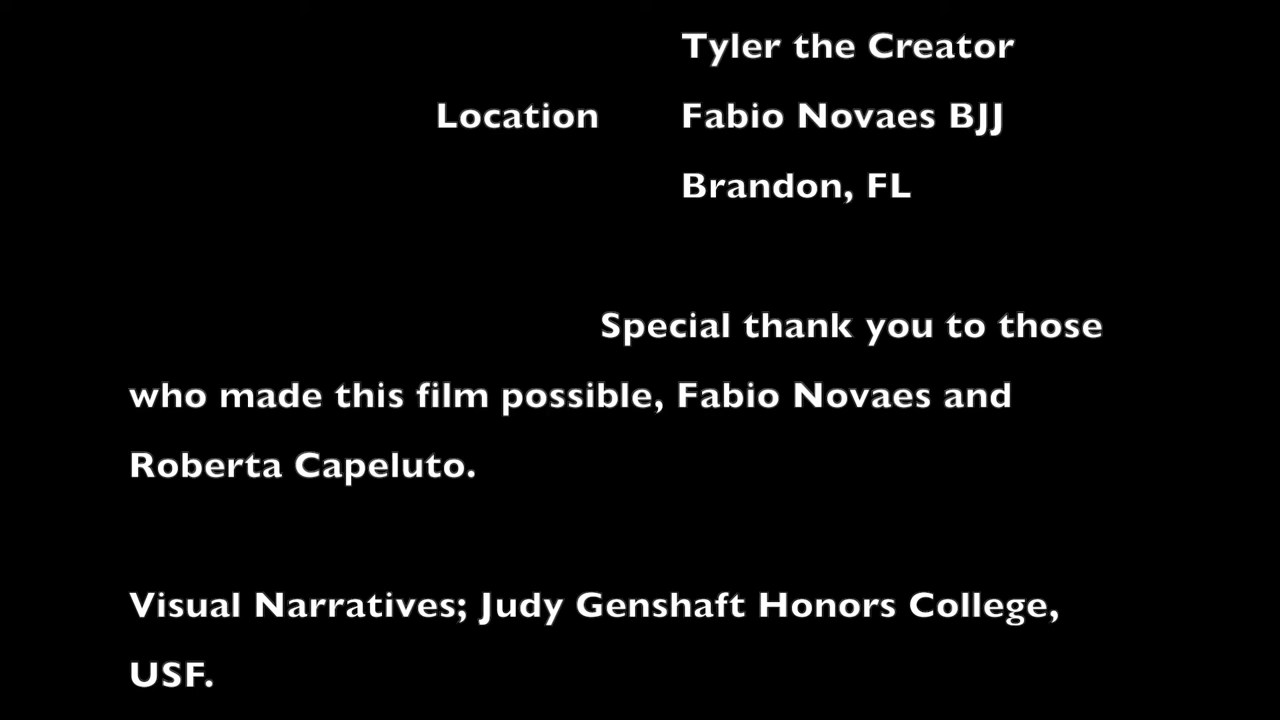 Tyler the Creator
Location Fabio Novaes BJJ
Brandon, FL
Special thank you to those
who made this film possible, Fabio Novaes and
Roberta Capeluto.
Visual Narratives; Judy Genshaft Honors College,
USF.